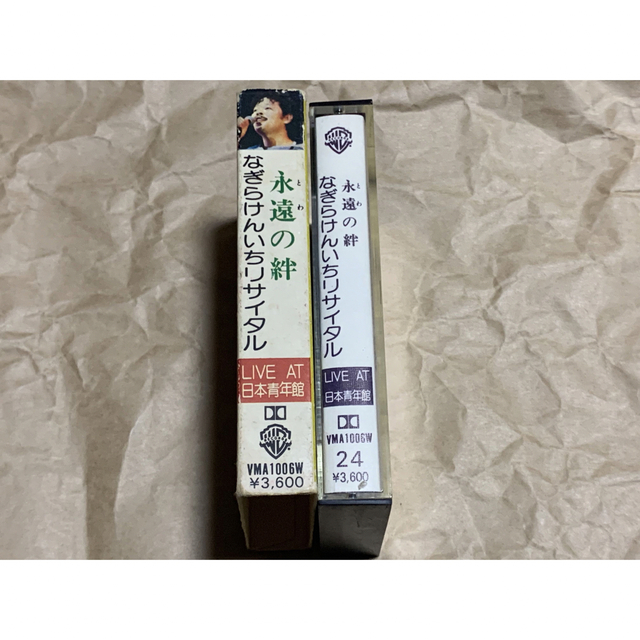 永遠の絆
とわ
なぎらけんいちリサイタル
LIVE AT
日本青年館
VMA1006W
¥3,600
永遠の絆
とわ
なぎらけんいちリサイタル
LIVE AT
日本青年館
VMA1006W
24
¥3,600